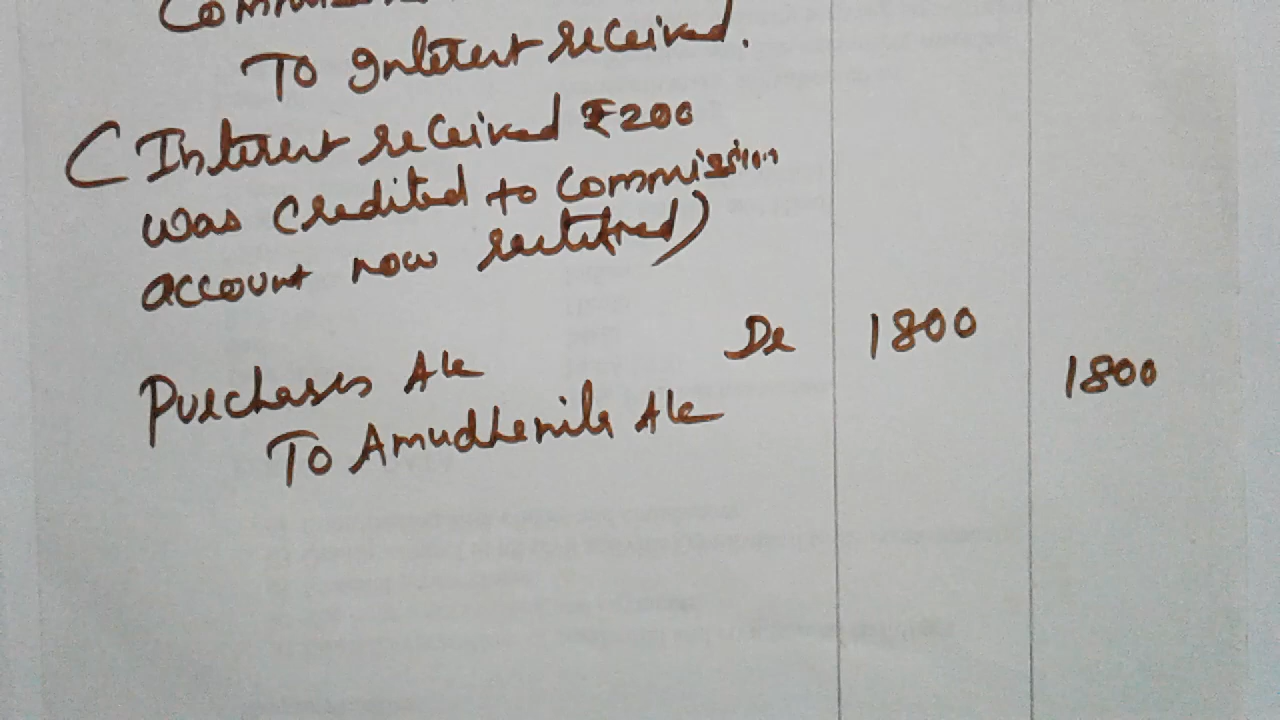 To Interest received.
(Interest received ₹200
was credited to commission
account now rectified)
Purchases A/c Dr 1800
To Amudhenila A/c 1800